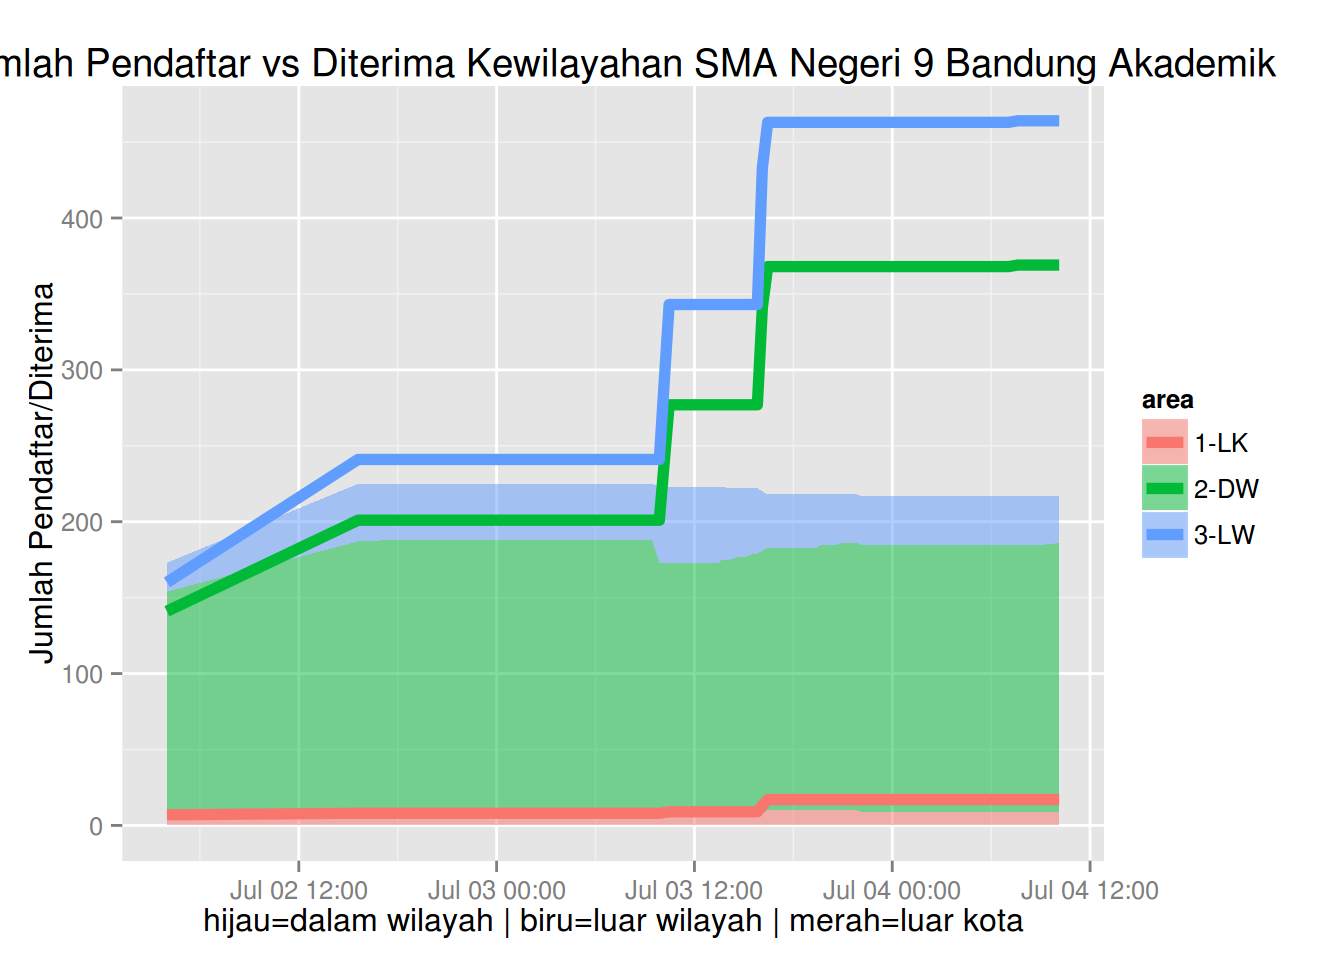 mlah Pendaftar vs Diterima Kewilayahan SMA Negeri 9 Bandung Akademik
Jumlah Pendaftar/Diterima
400
300
200
100
0
Jul 02 12:00
Jul 03 00:00
Jul 03 12:00
Jul 04 00:00
Jul 04 12:00
hijau=dalam wilayah | biru=luar wilayah | merah=luar kota
area
1-LK
2-DW
3-LW